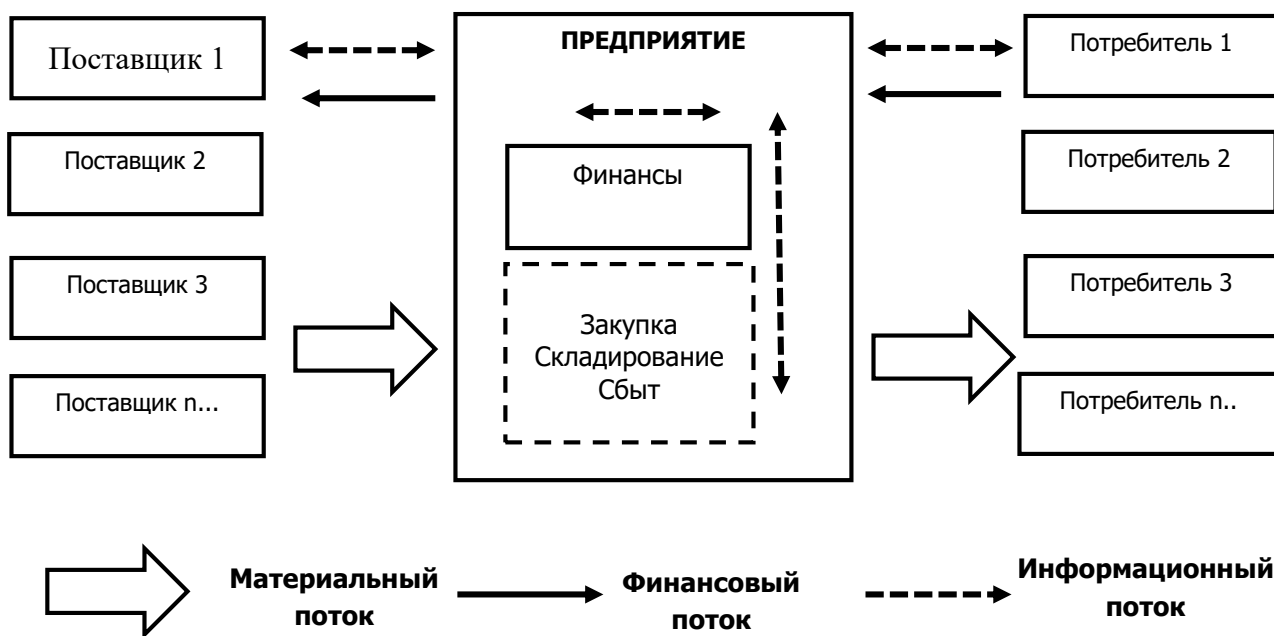 Поставщик 1
ПРЕДПРИЯТИЕ
Потребитель 1
Поставщик 2
Финансы
Потребитель 2
Поставщик 3
Потребитель 3
Закупка
Складирование
Сбыт
Поставщик n...
Потребитель n..
Материальный
поток
Финансовый
поток
Информационный
поток